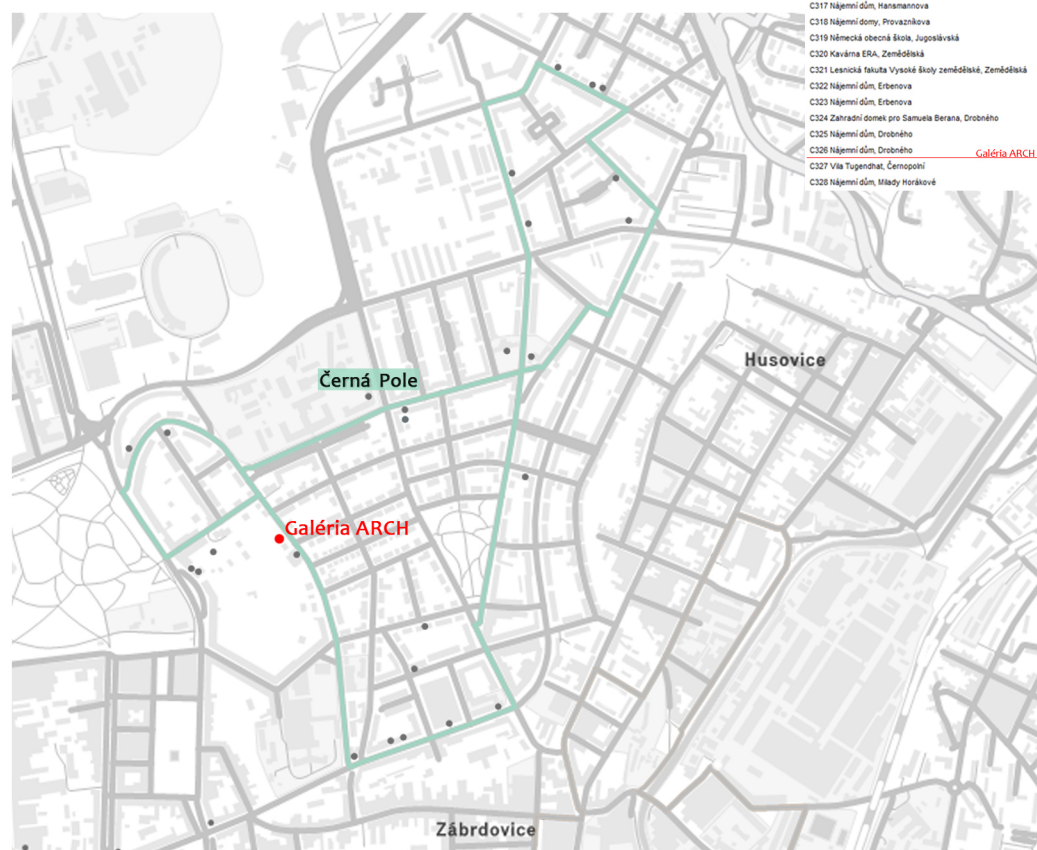 C317 Nájemní dům, Hansmannova
C318 Nájemní domy, Provazníkova
C319 Německá obecná škola, Jugoslávská
C320 Kavárna ERA, Zemědělská
C321 Lesnická fakulta Vysoké školy zemědělské, Zemědělská
C322 Nájemní dům, Erbenova
C323 Nájemní dům, Erbenova
C324 Zahradní domek pro Samuela Berana, Drobného
C325 Nájemní dům, Drobného
C326 Nájemní dům, Drobného
Galéria ARCH
C327 Vila Tugendhat, Černopolní
C328 Nájemní dům, Milady Horákové
Husovice
Černá Pole
Galéria ARCH
Zábrdovice